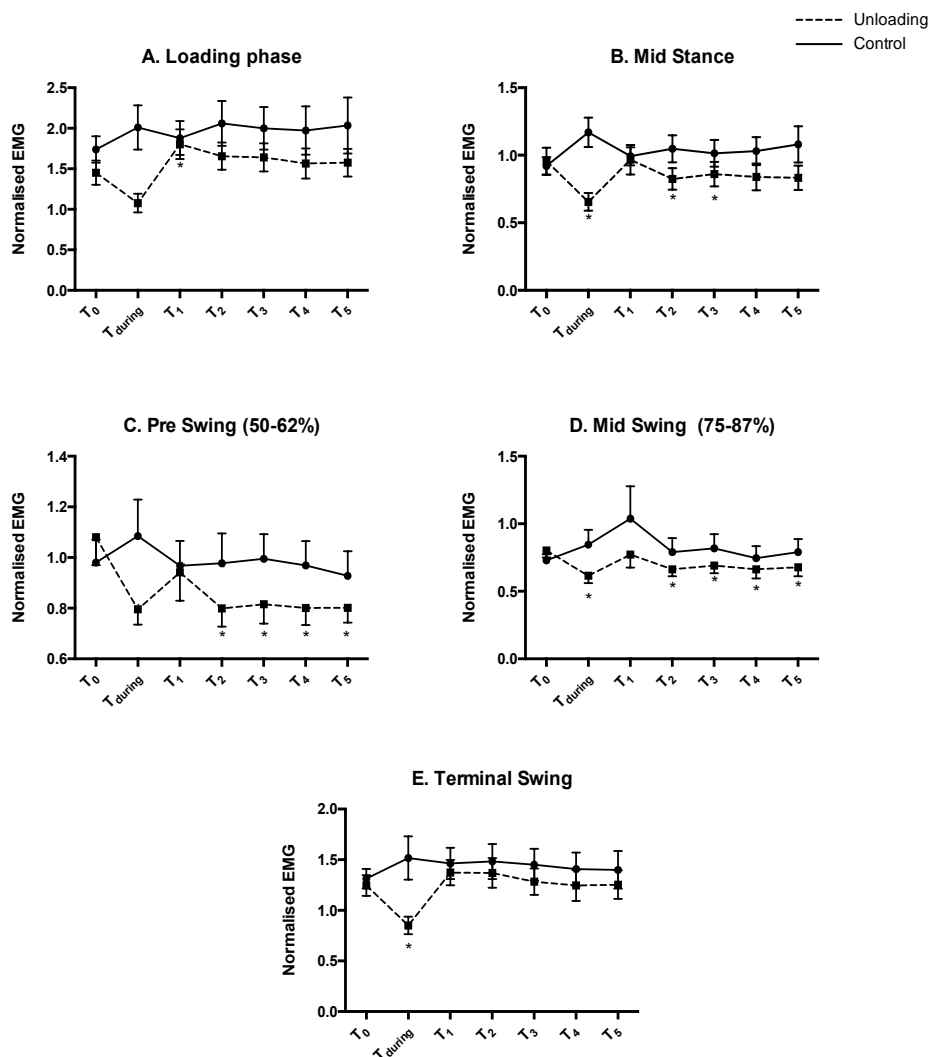 Unloading
Control
A. Loading phase
B. Mid Stance
2.5
2.0
1.5
1.0
0.5
0.0
Normalised EMG
*
T0 Tduring T1 T2 T3 T4 T5
1.5
1.0
0.5
0.0
Normalised EMG
* * *
T0 Tduring T1 T2 T3 T4 T5
C. Pre Swing (50-62%)
D. Mid Swing (75-87%)
1.4
1.2
1.0
0.8
0.6
Normalised EMG
* * * *
T0 Tduring T1 T2 T3 T4 T5
1.5
1.0
0.5
0.0
Normalised EMG
* * * * *
T0 Tduring T1 T2 T3 T4 T5
E. Terminal Swing
2.0
1.5
1.0
0.5
0.0
Normalised EMG
*
T0 Tduring T1 T2 T3 T4 T5